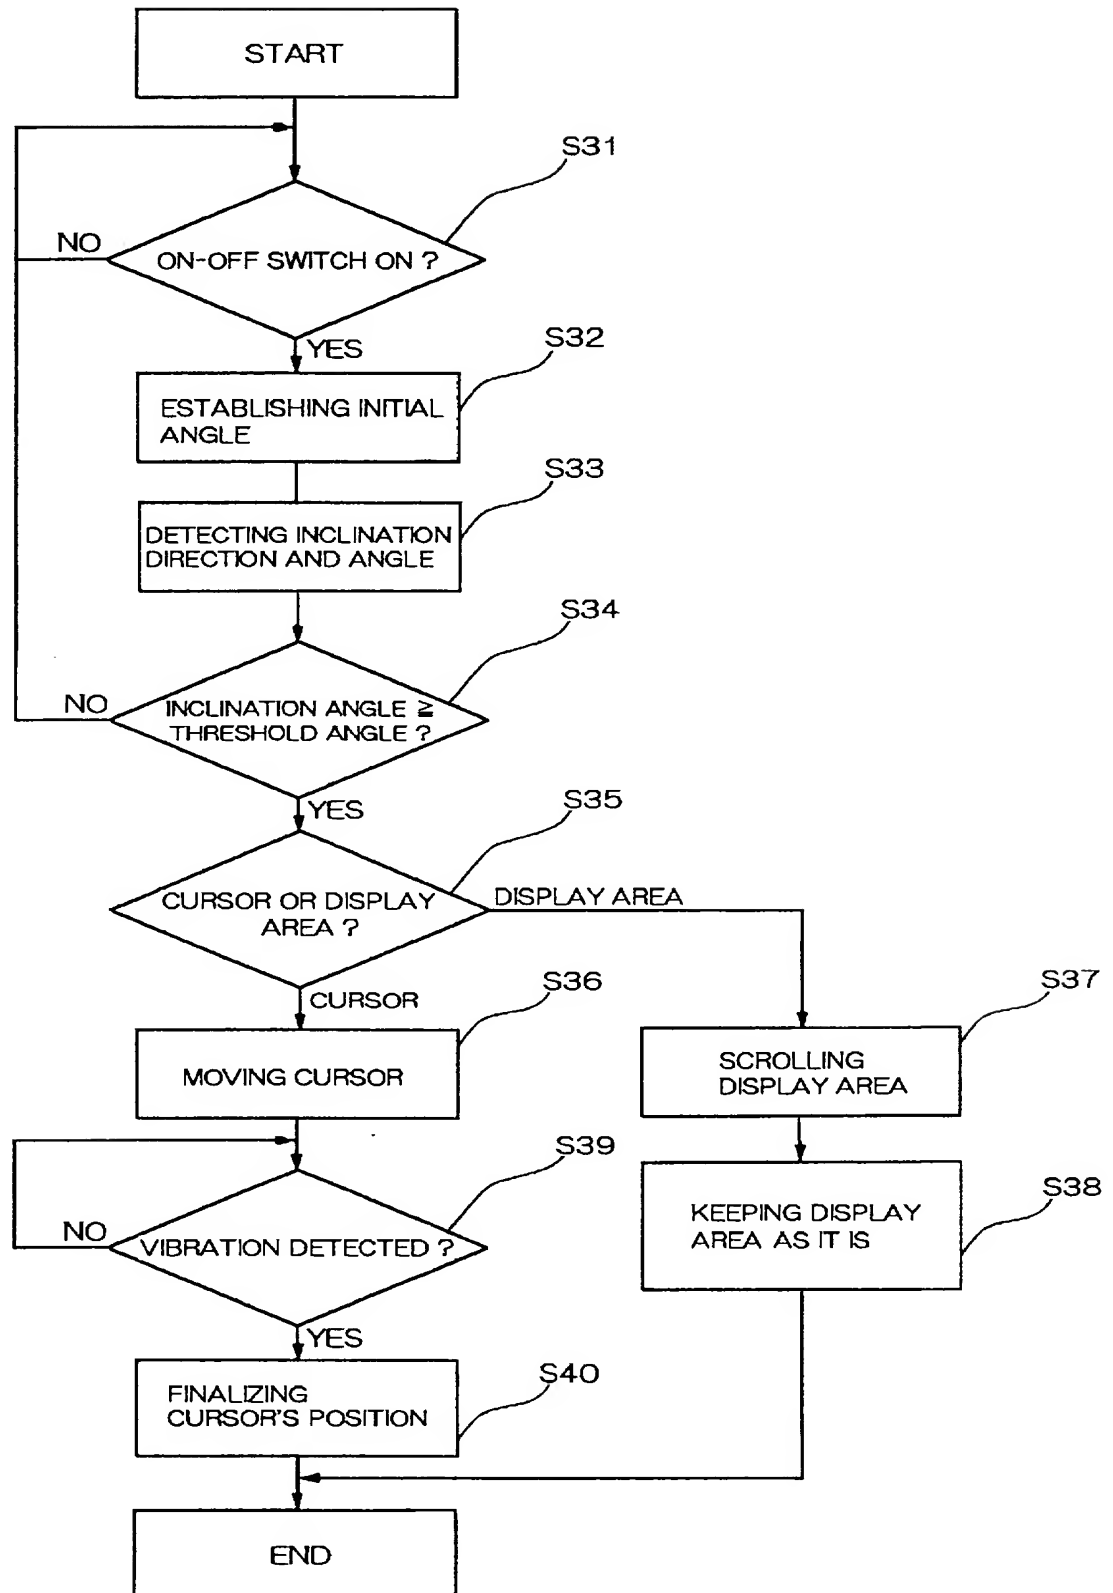 START
S31
NO
ON-OFF SWITCH ON ?
YES
S32
ESTABLISHING INITIAL
ANGLE
S33
DETECTING INCLINATION
DIRECTION AND ANGLE
S34
NO
INCLINATION ANGLE ≧
THRESHOLD ANGLE ?
YES
S35
CURSOR OR DISPLAY
AREA ?
DISPLAY AREA
CURSOR
S36
MOVING CURSOR
S37
SCROLLING
DISPLAY AREA
S39
NO
VIBRATION DETECTED ?
YES
S38
KEEPING DISPLAY
AREA AS IT IS
S40
FINALIZING
CURSOR'S POSITION
END